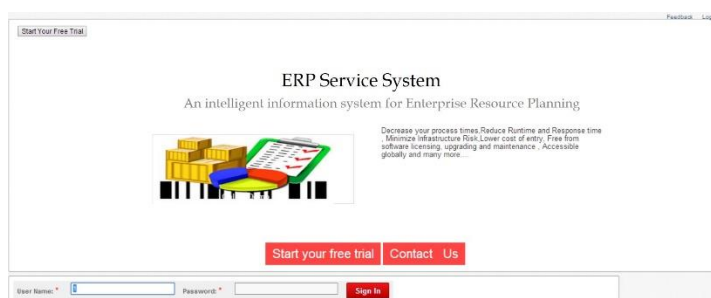 Feedback Log
Start Your Free Trial
ERP Service System
An intelligent information system for Enterprise Resource Planning
Decrease your process times,Reduce Runtime and Response time
, Minimize Infrastructure Risk,Lower cost of entry, Free from
software licensing, upgrading and maintenance , Accessible
globally and many more...
Start your free trial Contact Us
User Name: * Password: * Sign In